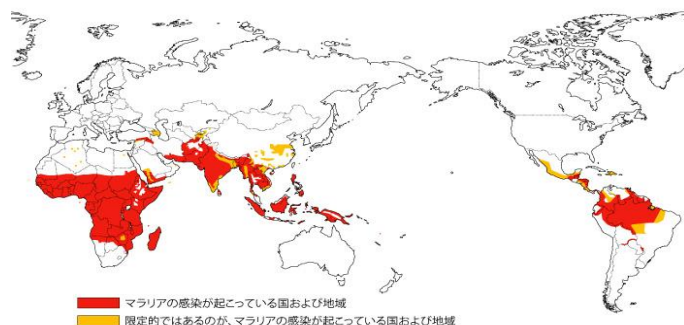 マラリアの感染が起こっている国および地域
限定的ではあるのが、マラリアの感染が起こっている国および地域